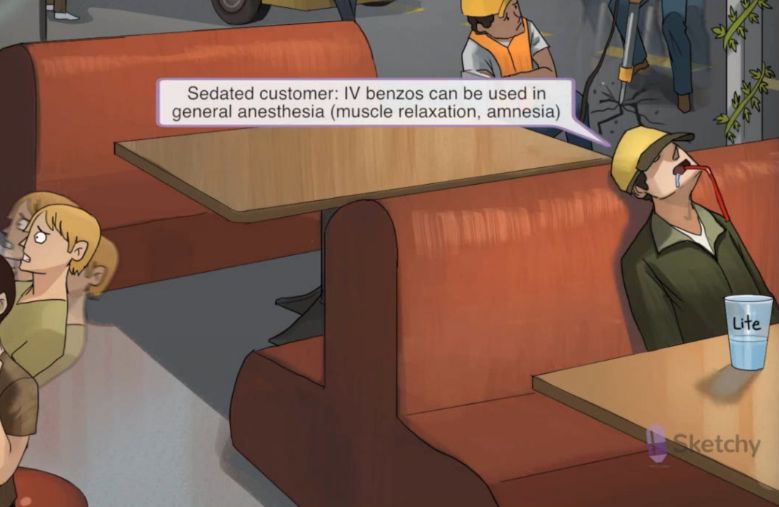 Sedated customer: IV benzos can be used in
general anesthesia (muscle relaxation, amnesia)
Lite
Sketchy